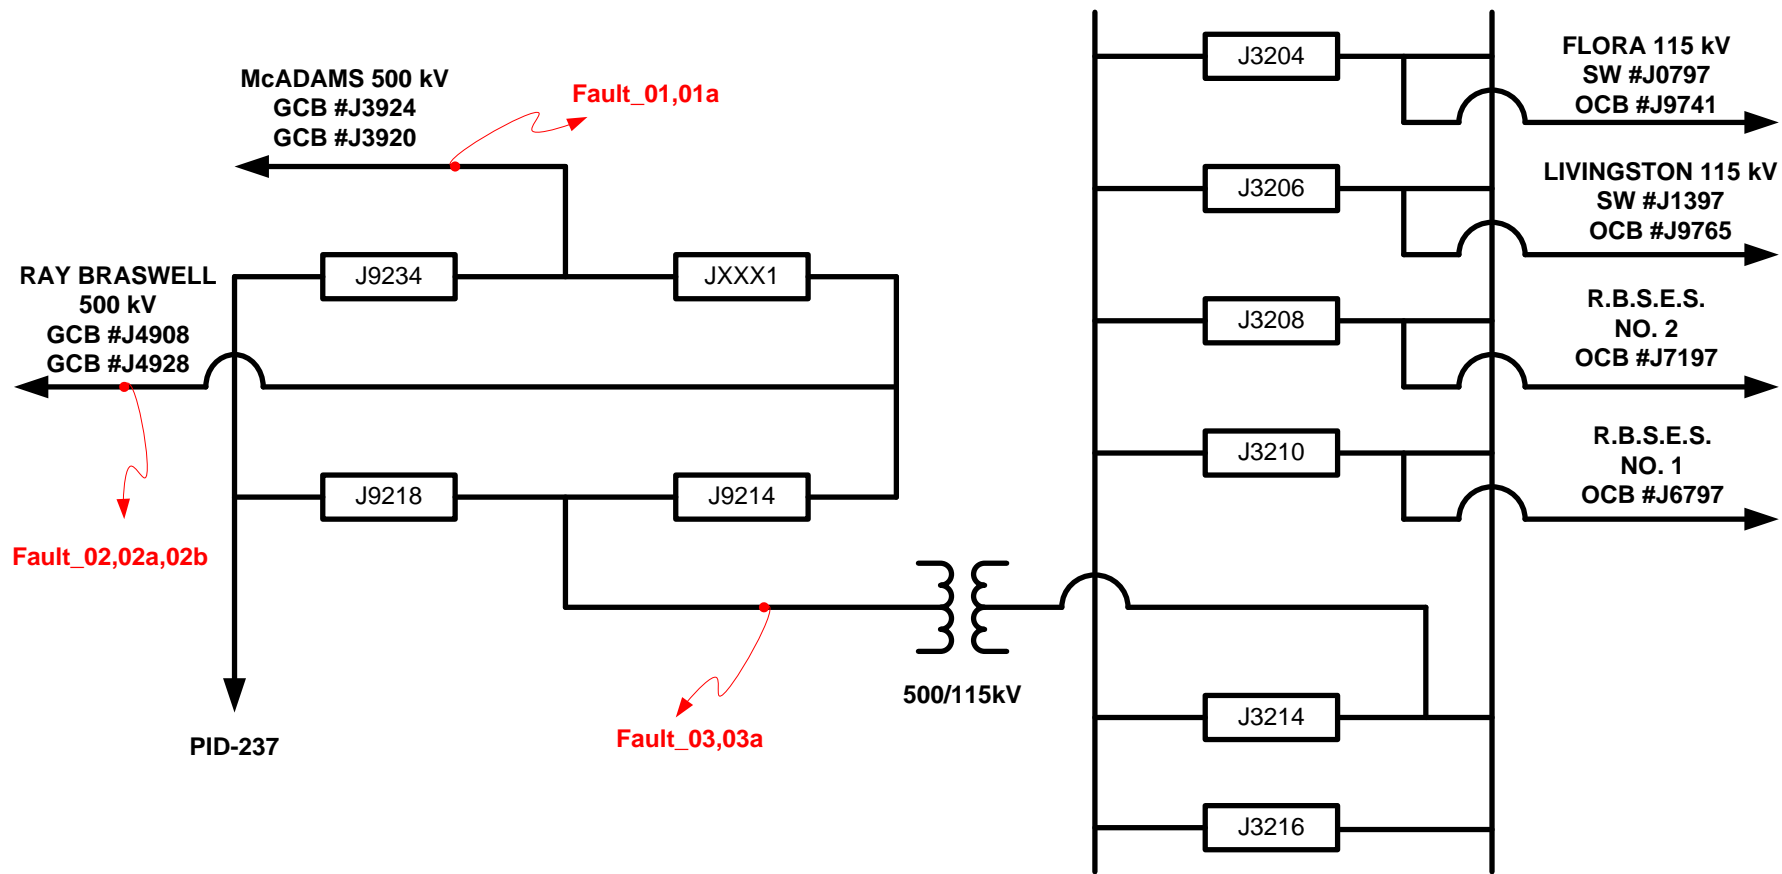 McADAMS 500 kV
GCB #J3924
GCB #J3920
Fault_01,01a
RAY BRASWELL
500 kV
GCB #J4908
GCB #J4928
J9234
JXXX1
J9218
J9214
Fault_02,02a,02b
PID-237
Fault_03,03a
500/115kV
J3204
J3206
J3208
J3210
J3214
J3216
FLORA 115 kV
SW #J0797
OCB #J9741
LIVINGSTON 115 kV
SW #J1397
OCB #J9765
R.B.S.E.S.
NO. 2
OCB #J7197
R.B.S.E.S.
NO. 1
OCB #J6797